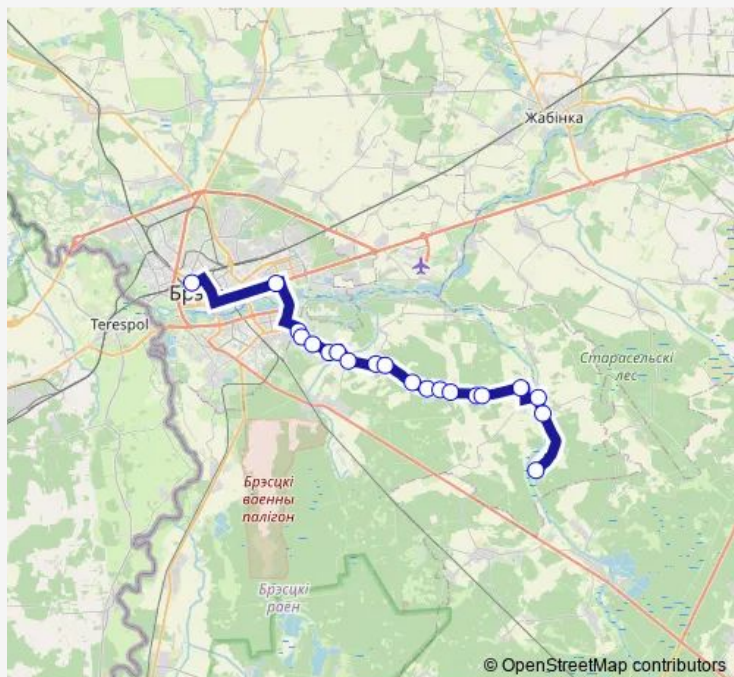 Жабінка
Брэ
Terespol
Старасельскі
лес
Брэсцкі
ваенны
палігон
Брэсцкі
раён
© OpenStreetMap contributors